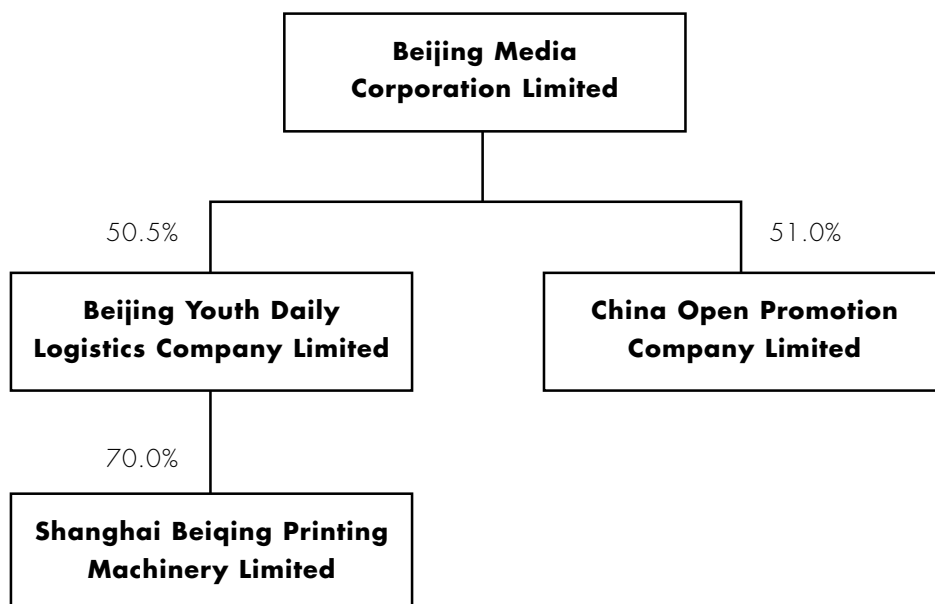 Beijing Media
Corporation Limited
50.5%
51.0%
Beijing Youth Daily
Logistics Company Limited
China Open Promotion
Company Limited
70.0%
Shanghai Beiqing Printing
Machinery Limited